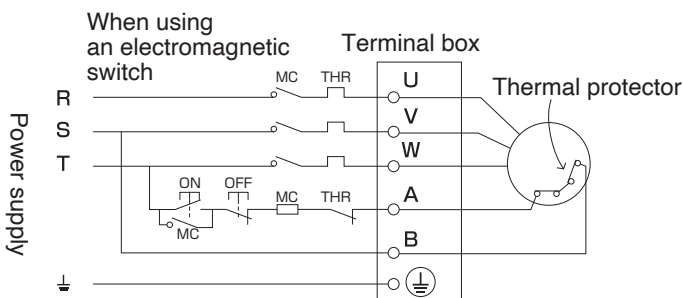 When using
an electromagnetic
switch
Terminal box
MC THR
U
Thermal protector
R
V
S
W
T
ON OFF MC THR
A
MC
B
Power supply